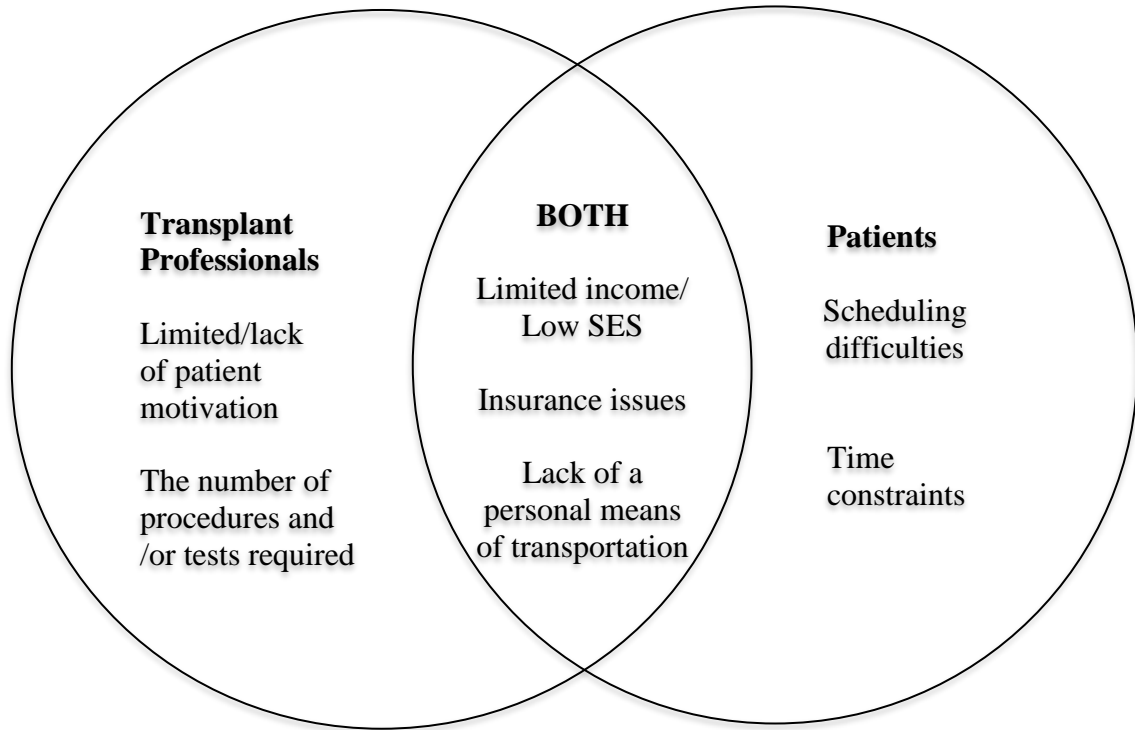 Transplant
Professionals
Limited/lack
of patient
motivation
The number of
procedures and
/or tests required
BOTH
Limited income/
Low SES
Insurance issues
Lack of a
personal means
of transportation
Patients
Scheduling
difficulties
Time
constraints